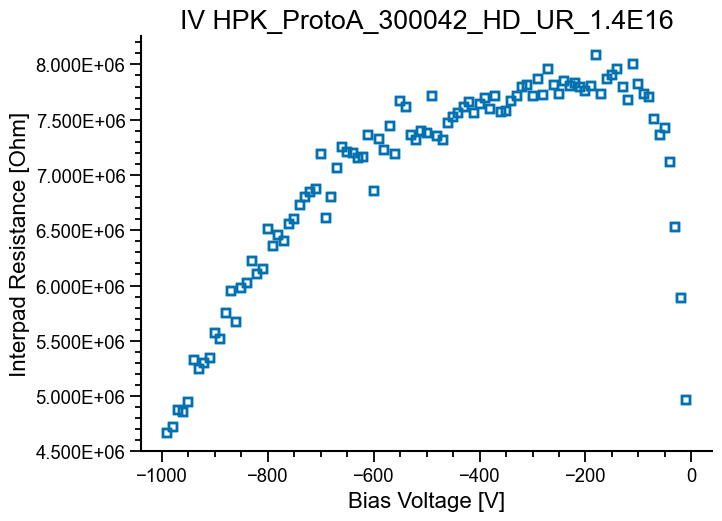 IV HPK_ProtoA_300042_HD_UR_1.4E16
8.000E+06
7.500E+06
7.000E+06
6.500E+06
6.000E+06
5.500E+06
5.000E+06
4.500E+06
Interpad Resistance [Ohm]
−1000 −800 −600 −400 −200 0
Bias Voltage [V]